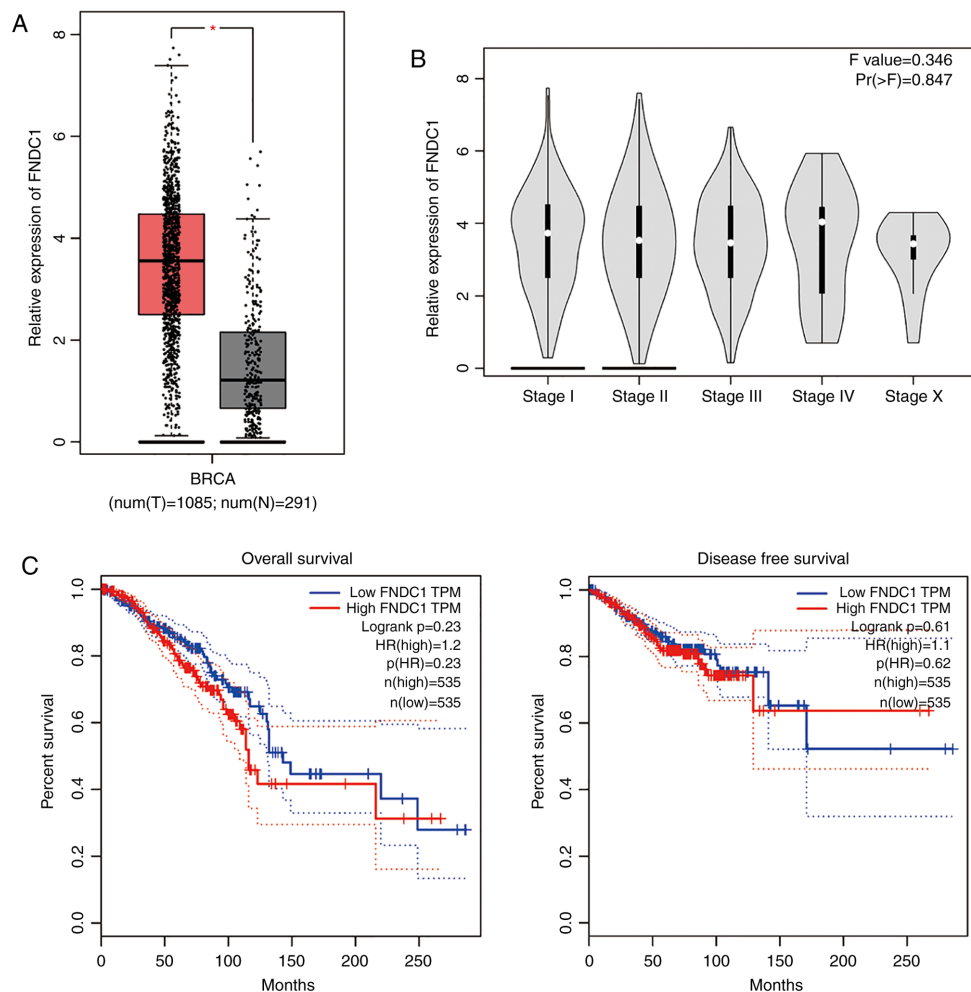 A
Relative expression of FNDC1
8
6
4
2
0
*
BRCA
(num(T)=1085; num(N)=291)
B
Relative expression of FNDC1
8
6
4
2
0
F value=0.346
Pr(>F)=0.847
Stage I
Stage II
Stage III
Stage IV
Stage X
C
Overall survival
Percent survival
1.0
0.8
0.6
0.4
0.2
0.0
Low FNDC1 TPM
High FNDC1 TPM
Logrank p=0.23
HR(high)=1.2
p(HR)=0.23
n(high)=535
n(low)=535
0 50 100 150 200 250
Months
Disease free survival
Percent survival
1.0
0.8
0.6
0.4
0.2
0.0
Low FNDC1 TPM
High FNDC1 TPM
Logrank p=0.61
HR(high)=1.1
p(HR)=0.62
n(high)=535
n(low)=535
0 50 100 150 200 250
Months